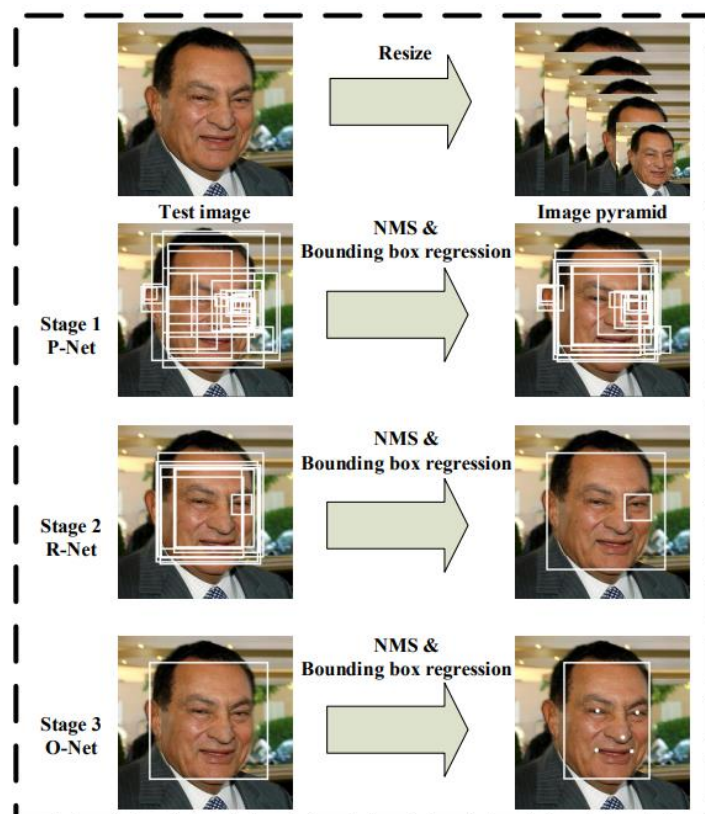 Resize
Test image
Image pyramid
NMS &
Bounding box regression
Stage 1
P-Net
NMS &
Bounding box regression
Stage 2
R-Net
NMS &
Bounding box regression
Stage 3
O-Net